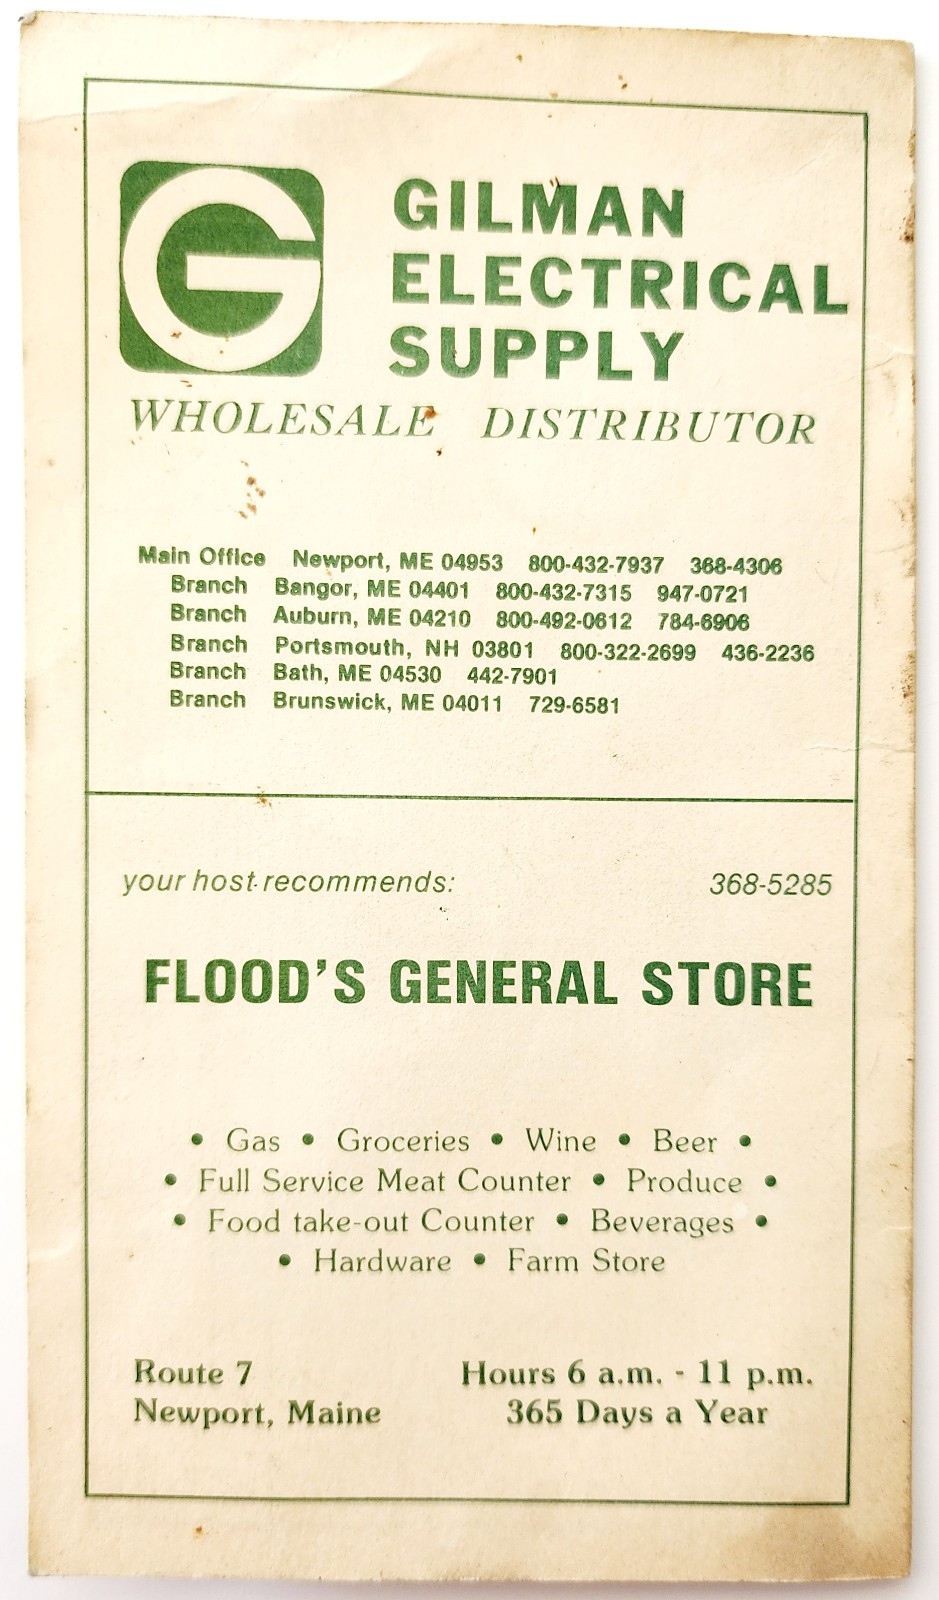 G
GILMAN
ELECTRICAL
SUPPLY
WHOLESALE DISTRIBUTOR
Main Office Newport, ME 04953 800-432-7937 368-4306
Branch Bangor, ME 04401 800-432-7315 947-0721
Branch Auburn, ME 04210 800-492-0612 784-6906
Branch Portsmouth, NH 03801 800-322-2699 436-2236
Branch Bath, ME 04530 442-7901
Branch Brunswick, ME 04011 729-6581
your host recommends: 368-5285
FLOOD'S GENERAL STORE
• Gas • Groceries • Wine • Beer •
• Full Service Meat Counter • Produce •
• Food take-out Counter • Beverages •
• Hardware • Farm Store
Route 7 Hours 6 a.m. - 11 p.m.
Newport, Maine 365 Days a Year